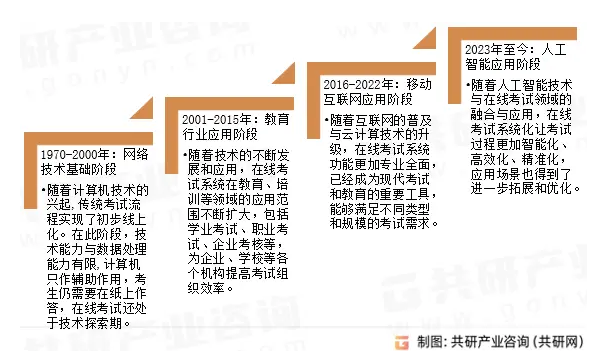 1970-2000年：网络
技术基础阶段
•随着计算机技术的
兴起,传统考试流
程实现了初步线上
化。在此阶段，技
术能力与数据处理
能力有限,计算机
只作辅助作用，考
生仍需要在纸上作
答，在线考试还处
于技术探索期。
2001-2015年：教育
行业应用阶段
•随着技术的不断发
展和应用，在线考
试系统在教育、培
训等领域的应用范
围不断扩大，包括
学业考试、职业考
试、企业考核等，
为企业、学校等各
个机构提高考试组
织效率。
2016-2022年：移动
互联网应用阶段
•随着互联网的普及
与云计算技术的升
级，在线考试系统
功能更加专业全面，
已经成为现代考试
和教育的重要工具，
能够满足不同类型
和规模的考试需求。
2023年至今：人工
智能应用阶段
•随着人工智能技术
与在线考试领域的
融合与应用，在线
考试系统化让考试
过程更加智能化、
高效化、精准化，
应用场景也得到了
进一步拓展和优化。
共研产业咨询
制图：共研产业咨询(共研网)